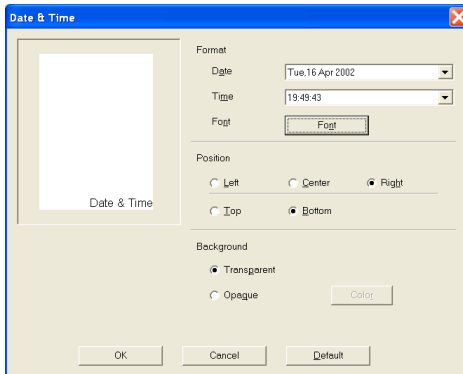 Date & Time
Format
Date Tue,16 Apr 2002
Time 19:49:43
Font Font
Position
Left Center Right
Date & Time
Top Bottom
Background
Transparent
Opaque Color
OK Cancel Default